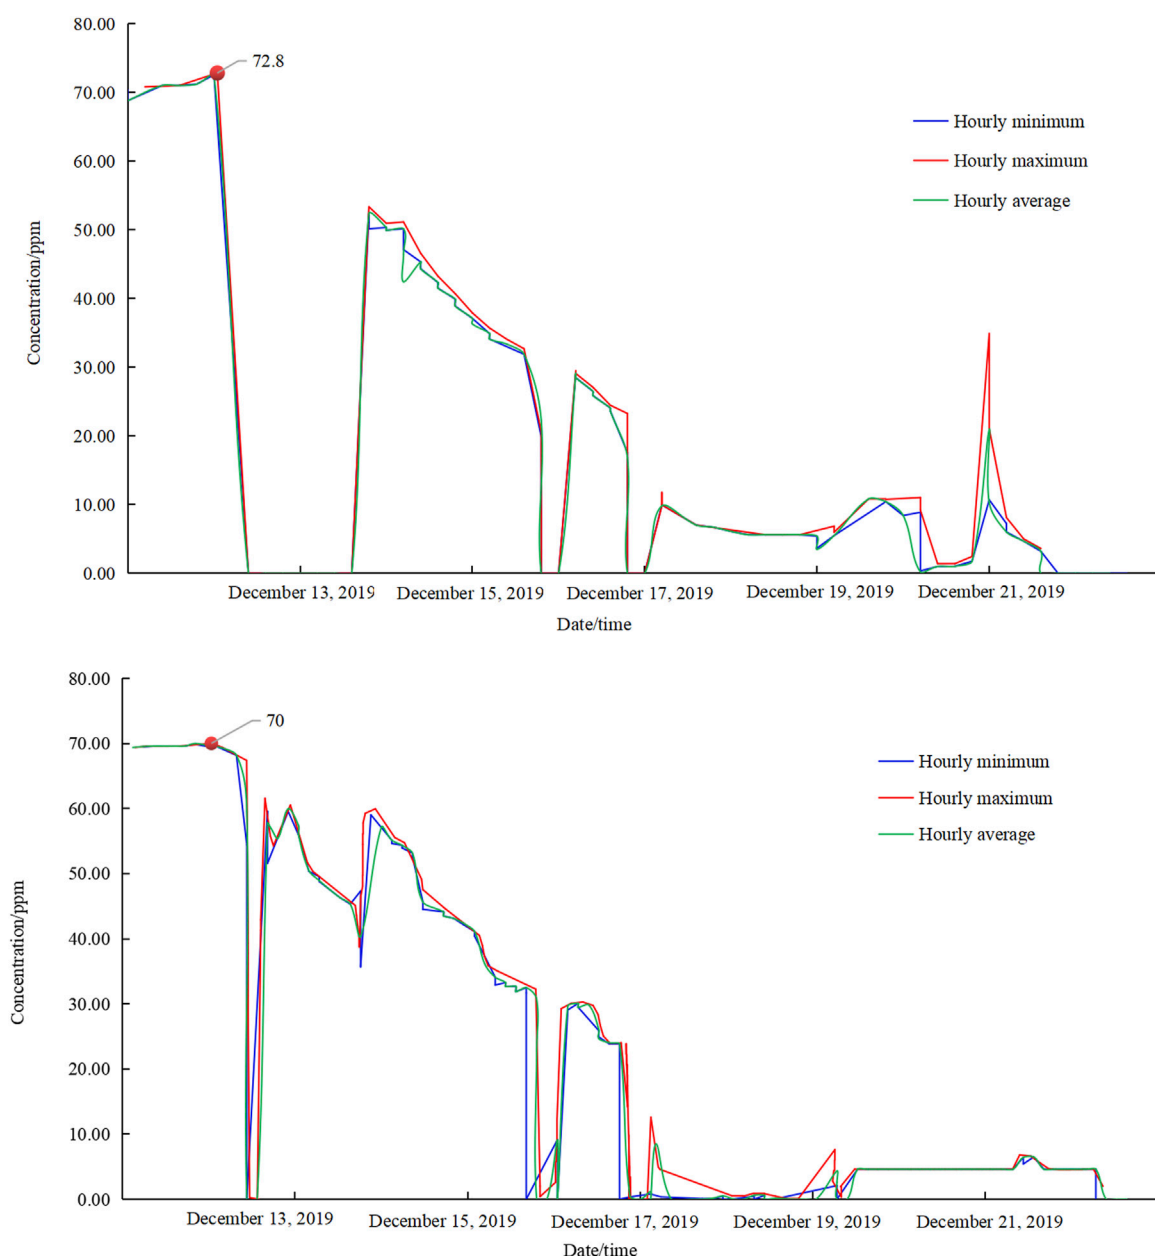 80.00
72.8
70.00
Hourly minimum
60.00
Hourly maximum
Hourly average
50.00
Concentration/ppm
40.00
30.00
20.00
10.00
0.00
December 13, 2019
December 15, 2019
December 17, 2019
December 19, 2019
December 21, 2019
Date/time
80.00
70
70.00
Hourly minimum
Hourly maximum
60.00
Hourly average
50.00
Concentration/ppm
40.00
30.00
20.00
10.00
0.00
December 13, 2019
December 15, 2019
December 17, 2019
December 19, 2019
December 21, 2019
Date/time